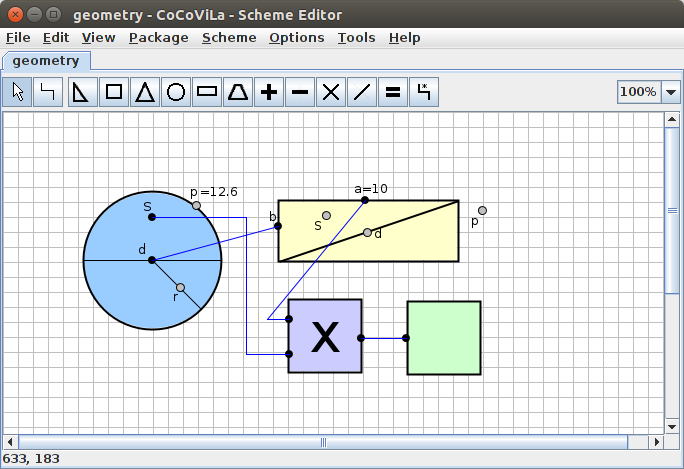 geometry - CoCoViLa - Scheme Editor
File Edit View Package Scheme Options Tools Help
geometry
100%
p =12.6
a=10
S
b
S
p
d
d
r
X
633, 183